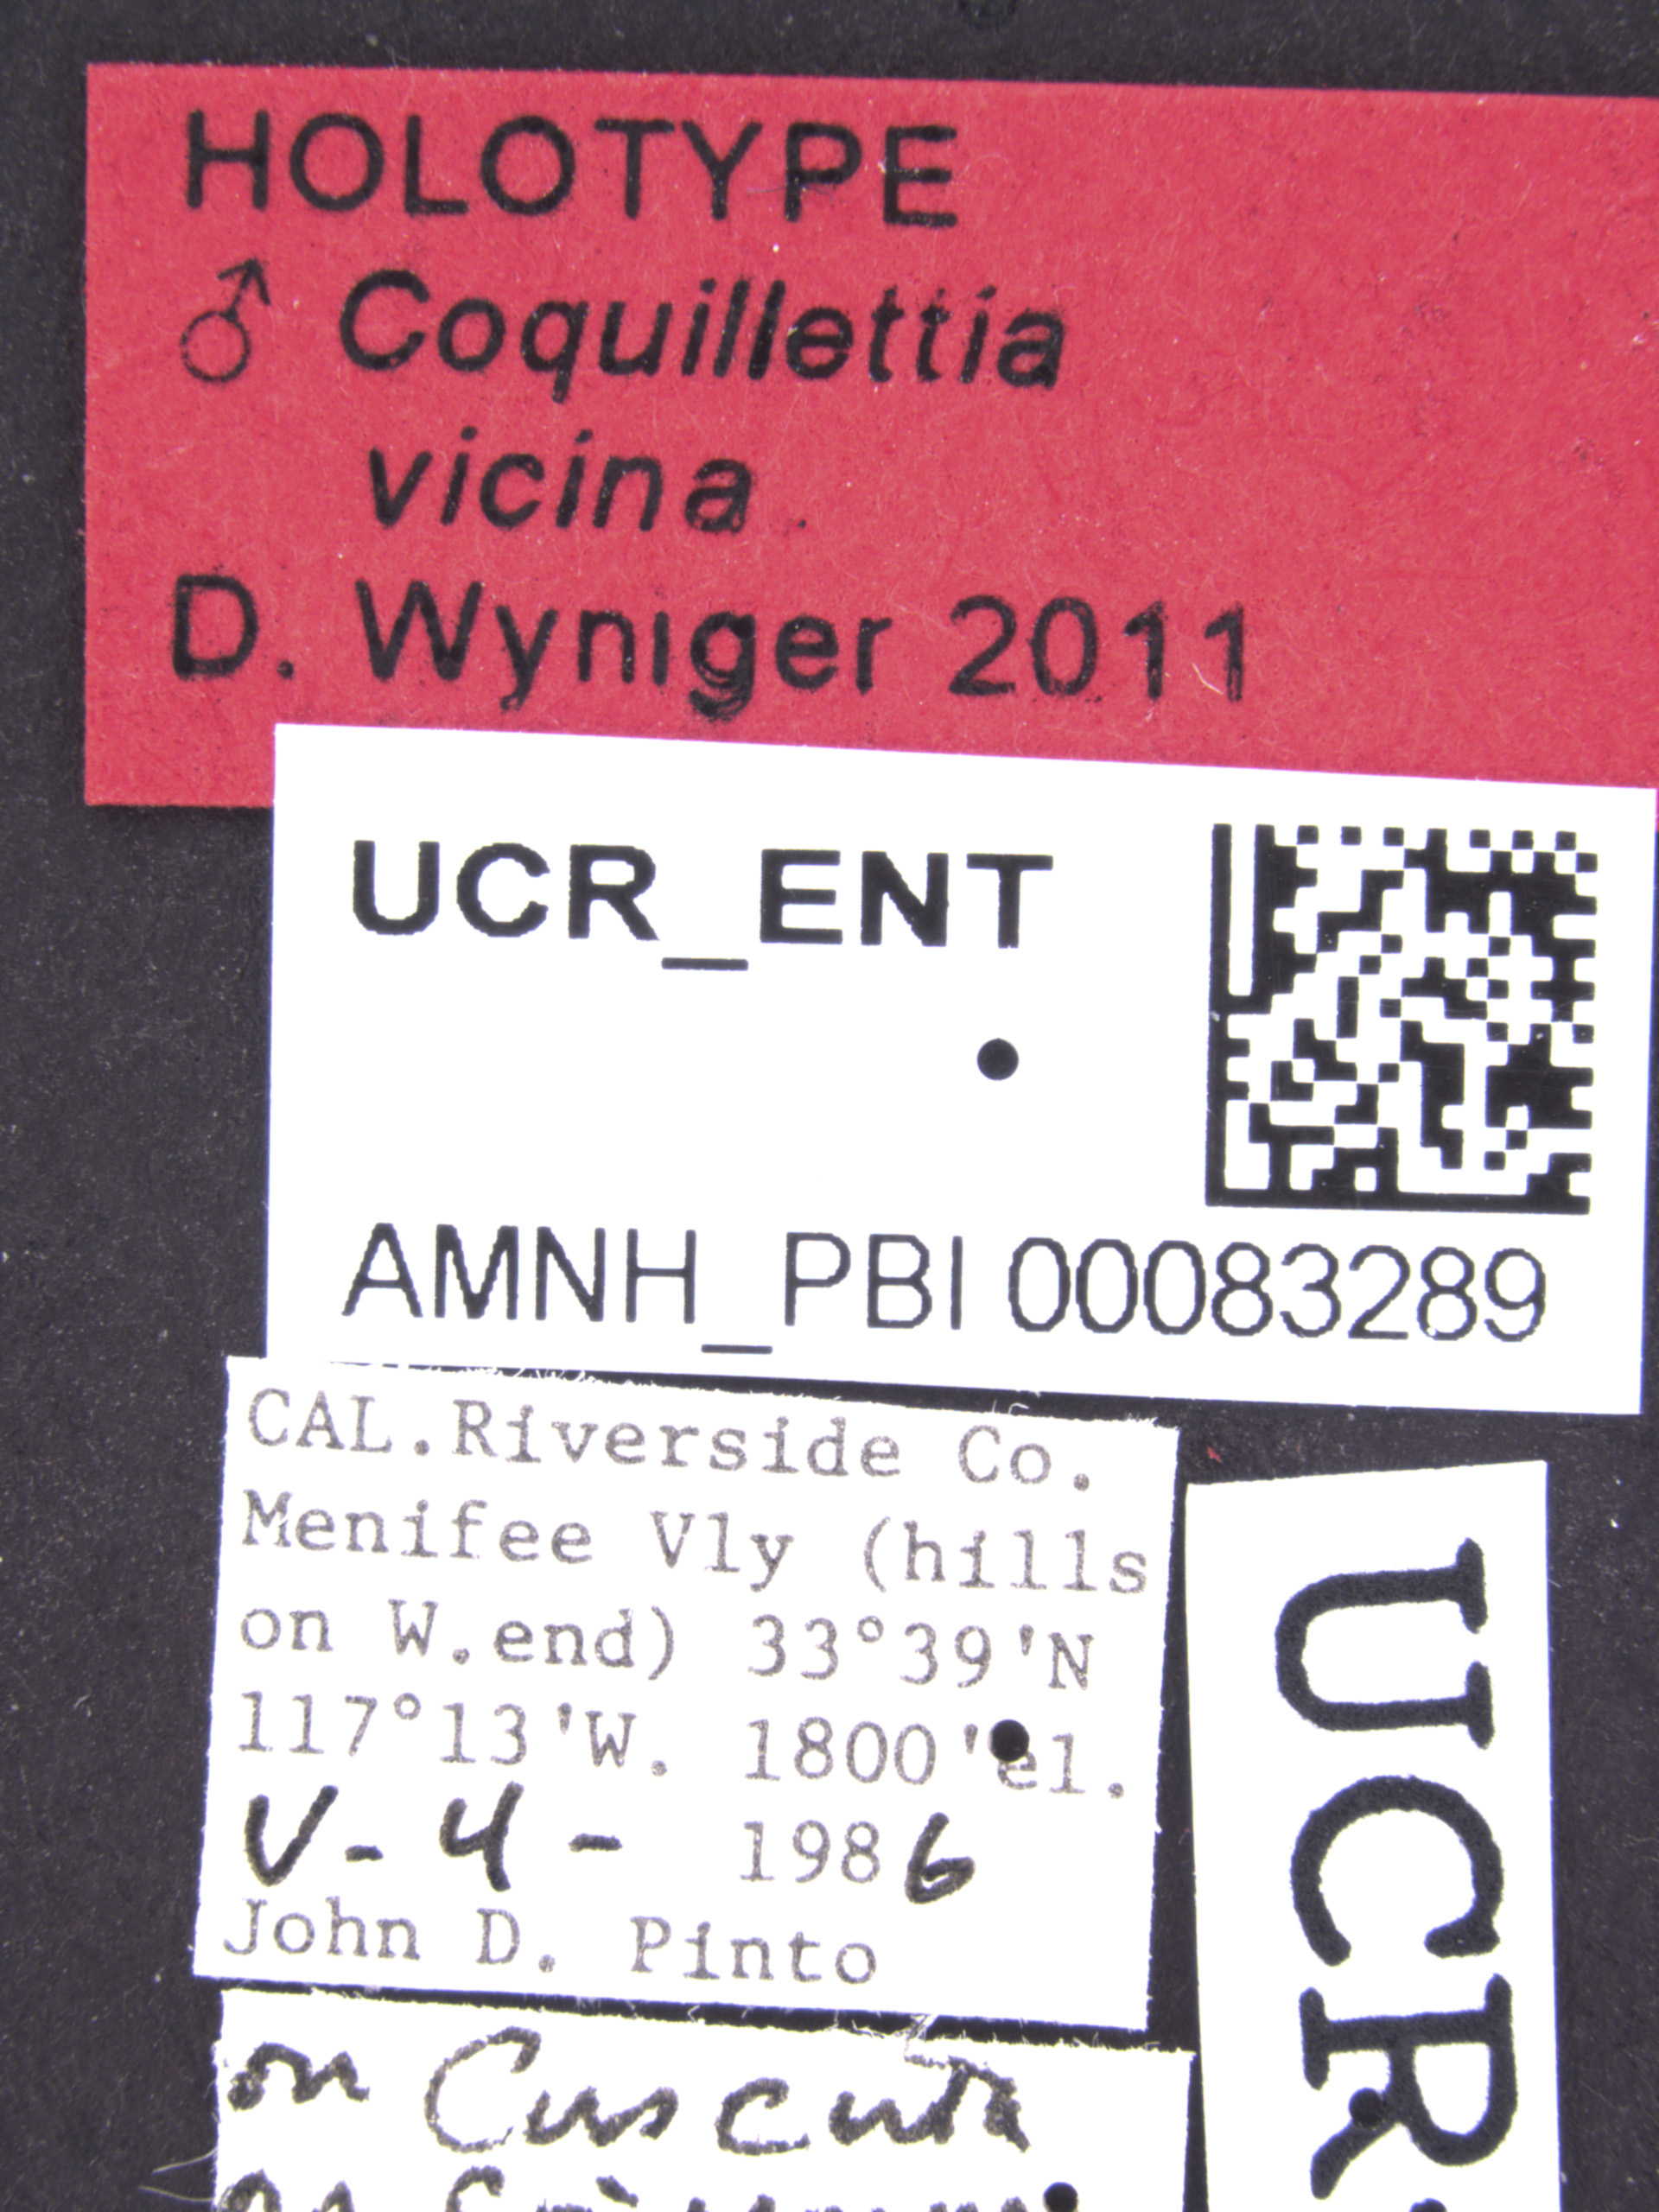 HOLOTYPE
♂ Coquillettia
vicina
D. Wyniger 2011
UCR_ENT
AMNH_PBI 00083289
CAL.Riverside Co.
Menifee Vly (hills
on W.end) 33°39'N
117°13'W. 1800'el.
V-4- 1986
John D. Pinto
on Cuscuta
on
UCR